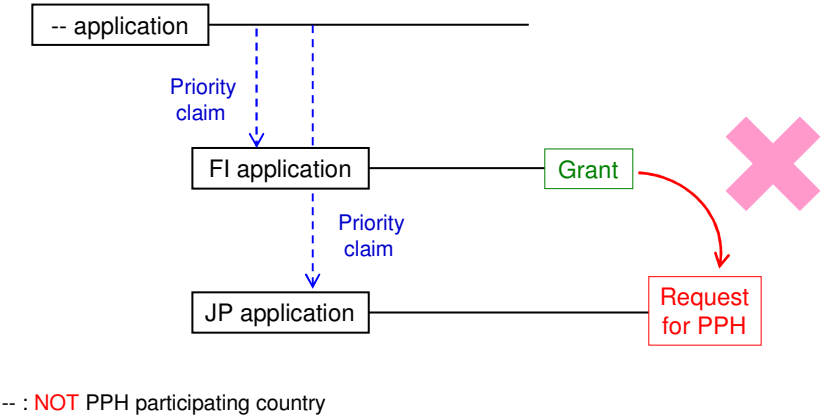 -- application
Priority
claim
FI application
Grant
Priority
claim
JP application
Request
for PPH
-- : NOT PPH participating country